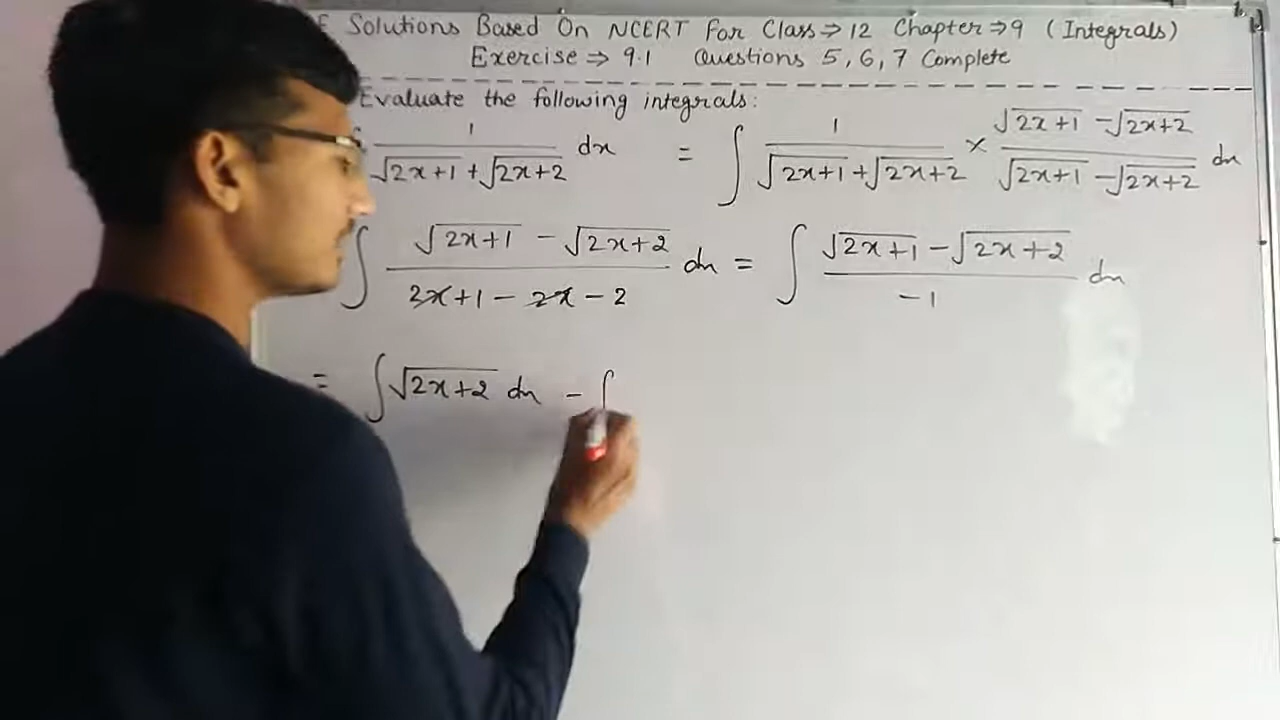 Solutions Based On NCERT For Class ⇒ 12 Chapter ⇒ 9 (Integrals)
Exercise ⇒ 9.1 Questions 5, 6, 7 Complete
Evaluate the following integrals:
1/(√(2x+1) + √(2x+2)) dx = ∫ 1/(√(2x+1) + √(2x+2)) × (√(2x+1) - √(2x+2))/(√(2x+1) - √(2x+2)) dx
∫ (√(2x+1) - √(2x+2))/(2x+1 - 2x - 2) dx = ∫ (√(2x+1) - √(2x+2))/(-1) dx
= ∫ √(2x+2) dx - ∫